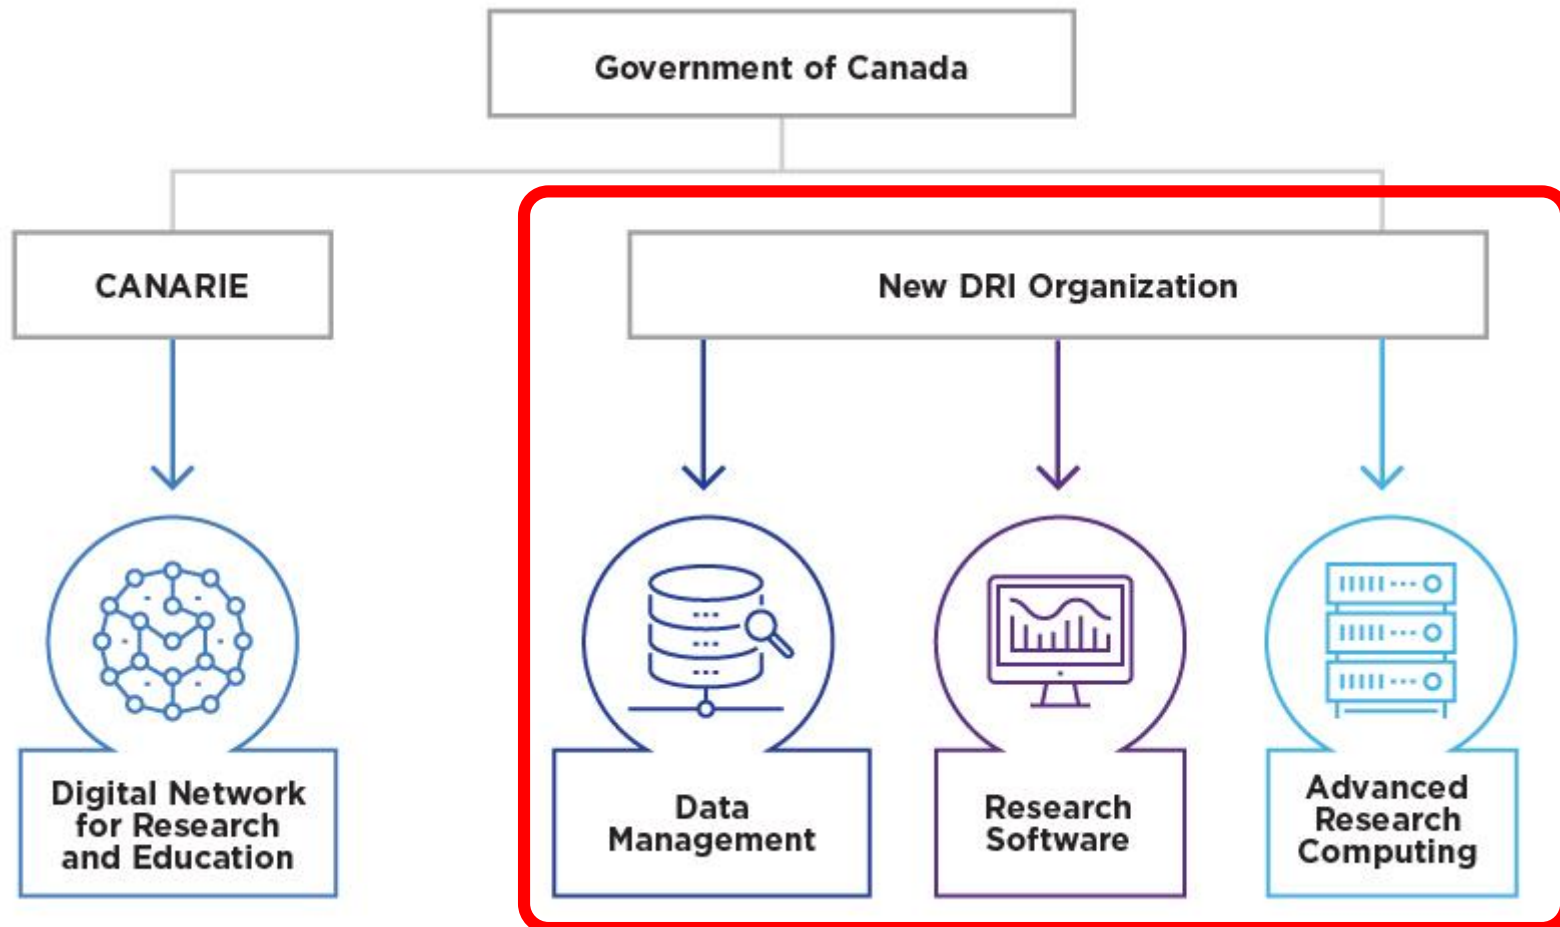 Government of Canada
CANARIE
New DRI Organization
Digital Network
for Research
and Education
Data
Management
Research
Software
Advanced
Research
Computing